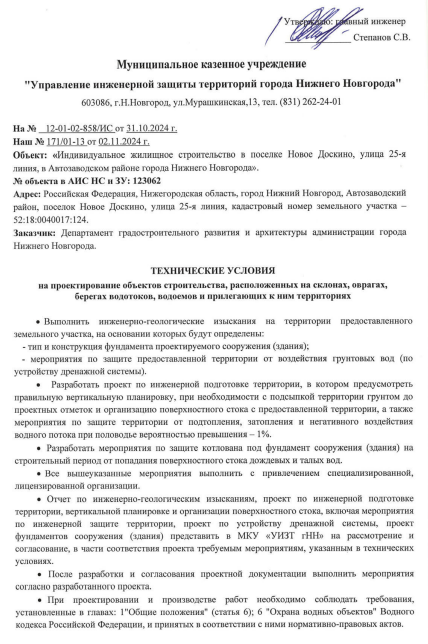 Утверждаю: главный инженер
Степанов С.В.
Муниципальное казенное учреждение
"Управление инженерной защиты территорий города Нижнего Новгорода"
603086, г.Н.Новгород, ул.Мурашкинская,13, тел. (831) 262-24-01
На № 12-01-02-858/ИС от 31.10.2024 г.
Наш № 171/01-13 от 02.11.2024 г.
Объект: «Индивидуальное жилищное строительство в поселке Новое Доскино, улица 25-я
линия, в Автозаводском районе города Нижнего Новгорода».
№ объекта в АИС НС и ЗУ: 123062
Адрес: Российская Федерация, Нижегородская область, город Нижний Новгород, Автозаводский
район, поселок Новое Доскино, улица 25-я линия, кадастровый номер земельного участка –
52:18:0040017:124.
Заказчик: Департамент градостроительного развития и архитектуры администрации города
Нижнего Новгорода.
ТЕХНИЧЕСКИЕ УСЛОВИЯ
на проектирование объектов строительства, расположенных на склонах, оврагах,
берегах водотоков, водоемов и прилегающих к ним территориях
• Выполнить инженерно-геологические изыскания на территории предоставленного
земельного участка, на основании которых будут определены:
- тип и конструкция фундамента проектируемого сооружения (здания);
- мероприятия по защите предоставленной территории от воздействия грунтовых вод (по
устройству дренажной системы).
• Разработать проект по инженерной подготовке территории, в котором предусмотреть
правильную вертикальную планировку, при необходимости с подсыпкой территории грунтом до
проектных отметок и организацию поверхностного стока с предоставленной территории, а также
мероприятия по защите территории от подтопления, затопления и негативного воздействия
водного потока при половодье вероятностью превышения – 1%.
• Разработать мероприятия по защите котлована под фундамент сооружения (здания) на
строительный период от попадания поверхностного стока дождевых и талых вод.
• Все вышеуказанные мероприятия выполнить с привлечением специализированной,
лицензированной организации.
• Отчет по инженерно-геологическим изысканиям, проект по инженерной подготовке
территории, вертикальной планировке и организации поверхностного стока, включая мероприятия
по инженерной защите территории, проект по устройству дренажной системы, проект
фундаментов сооружения (здания) представить в МКУ «УИЗТ гНН» на рассмотрение и
согласование, в части соответствия проекта требуемым мероприятиям, указанным в технических
условиях.
• После разработки и согласования проектной документации выполнить мероприятия
согласно разработанного проекта.
• При проектировании и производстве работ необходимо соблюдать требования,
установленные в главах: 1"Общие положения" (статья 6); 6 "Охрана водных объектов" Водного
кодекса Российской Федерации, и принятых в соответствии с ними нормативно-правовых актов.